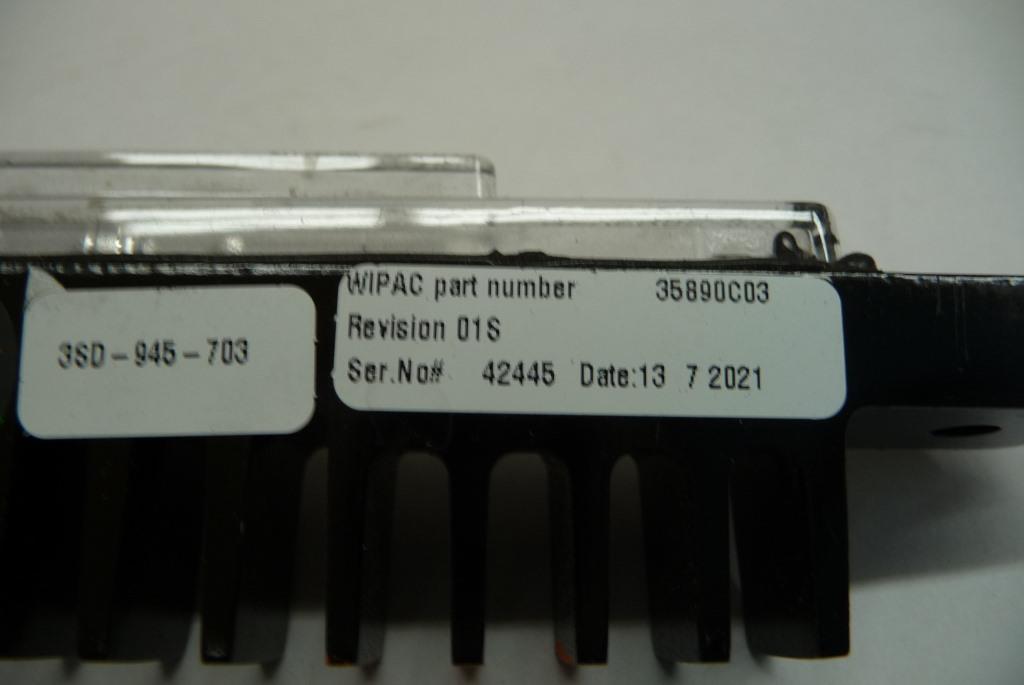 3SD-945-703
WIPAC part number 35890C03
Revision 01S
Ser.No# 42445 Date:13 7 2021